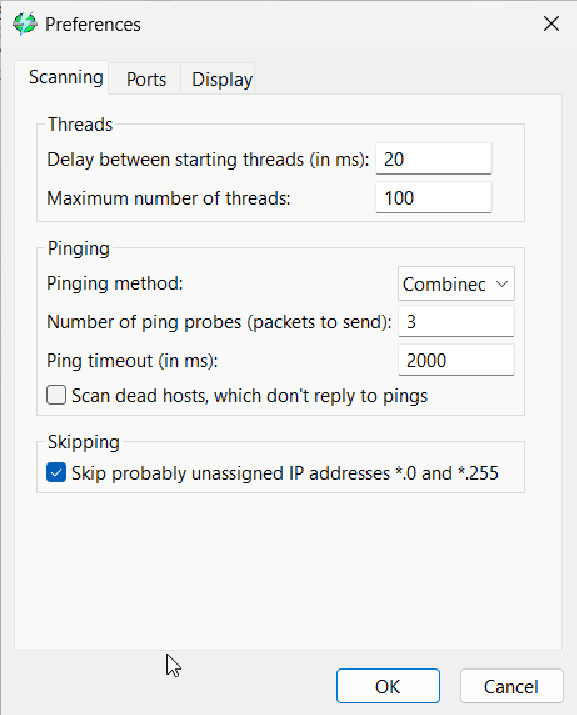 Preferences
Scanning Ports Display
Threads
Delay between starting threads (in ms): 20
Maximum number of threads: 100
Pinging
Pinging method: Combinec
Number of ping probes (packets to send): 3
Ping timeout (in ms): 2000
Scan dead hosts, which don't reply to pings
Skipping
Skip probably unassigned IP addresses *.0 and *.255
OK Cancel